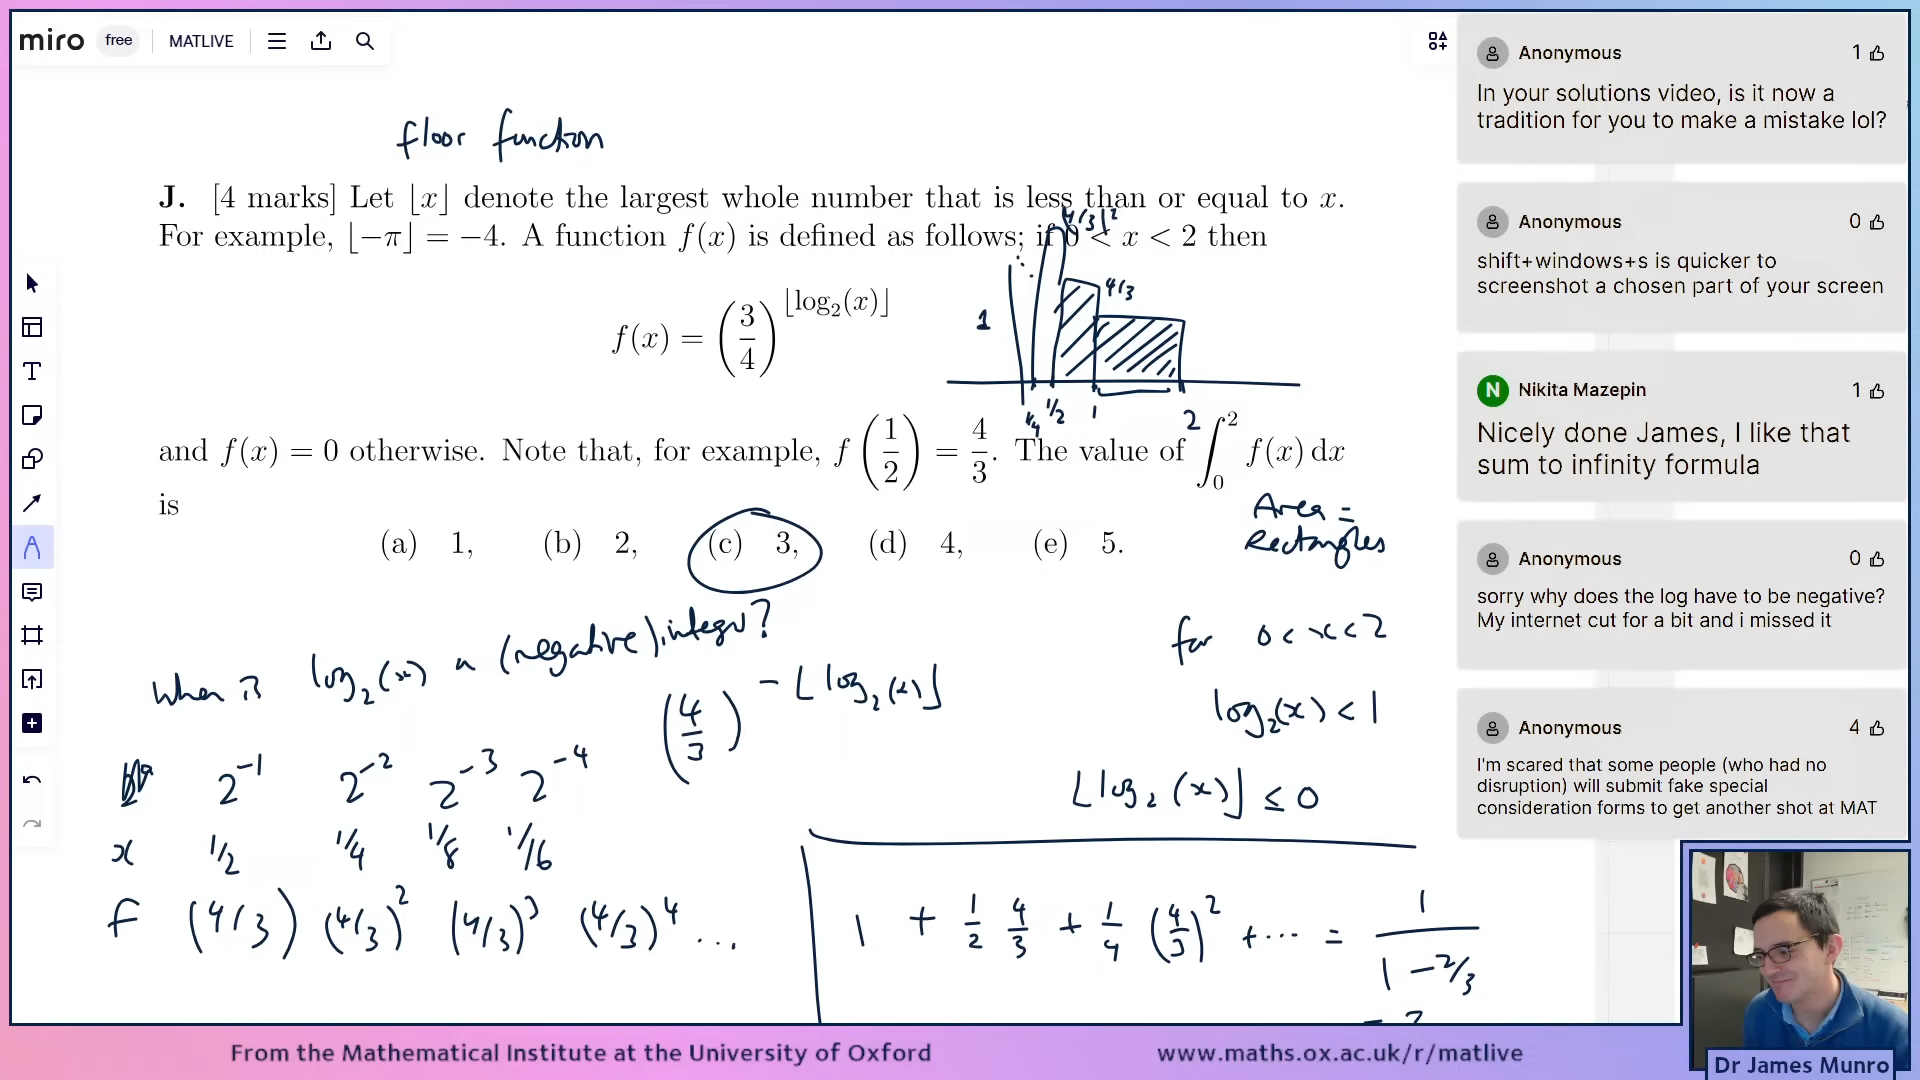 miro free MATLIVE
floor function
J. [4 marks] Let ⌊x⌋ denote the largest whole number that is less than or equal to x.
For example, ⌊−π⌋ = −4. A function f(x) is defined as follows; if 0 < x < 2 then
f(x) = (3/4)^⌊log₂(x)⌋
(4/3)²
4/3
1
1/4 1/2 1 2
and f(x) = 0 otherwise. Note that, for example, f(1/2) = 4/3. The value of ∫₀² f(x) dx
is
(a) 1, (b) 2, (c) 3, (d) 4, (e) 5.
Area =
Rectangles
When is log₂(x) a (negative) integer?
(4/3)^−⌊log₂(x)⌋
for 0 < x < 2
log₂(x) < 1
⌊log₂(x)⌋ ≤ 0
2⁻¹ 2⁻² 2⁻³ 2⁻⁴
x 1/2 1/4 1/8 1/16
f (4/3) (4/3)² (4/3)³ (4/3)⁴ ...
1 + 1/2 4/3 + 1/4 (4/3)² + ... = 1/(1 − 2/3)
Anonymous 1
In your solutions video, is it now a
tradition for you to make a mistake lol?
Anonymous 0
shift+windows+s is quicker to
screenshot a chosen part of your screen
N Nikita Mazepin 1
Nicely done James, I like that
sum to infinity formula
Anonymous 0
sorry why does the log have to be negative?
My internet cut for a bit and i missed it
Anonymous 4
I'm scared that some people (who had no
disruption) will submit fake special
consideration forms to get another shot at MAT
From the Mathematical Institute at the University of Oxford
www.maths.ox.ac.uk/r/matlive
Dr James Munro